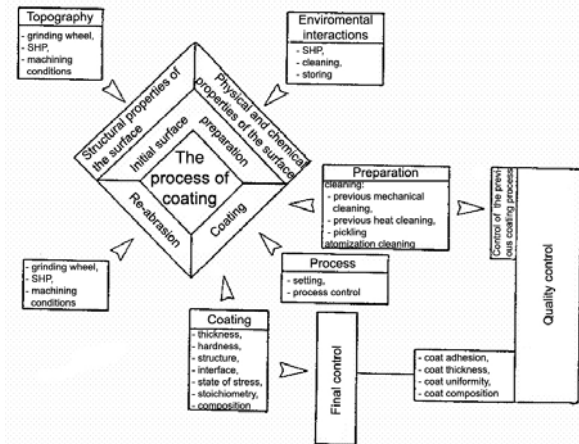 Topography
- grinding wheel,
- SHP,
- machining
conditions
Enviromental
interactions
- SHP,
- cleaning,
- storing
Structural properties of
the surface
Physical and chemical
properties of the surface
Initial surface
preparation
The
process of
coating
Re-abrasion
Coating
Preparation
cleaning:
- previous mechanical
cleaning,
- previous heat cleaning,
- pickling
atomization cleaning
Control of the previ
ous coating process
Quality control
- grinding wheel,
- SHP,
- machining
conditions
Process
- setting,
- process control
Coating
- thickness,
- hardness,
- structure,
- interface,
- state of stress,
- stoichiometry,
- composition
Final control
- coat adhesion,
- coat thickness,
- coat uniformity,
- coat composition